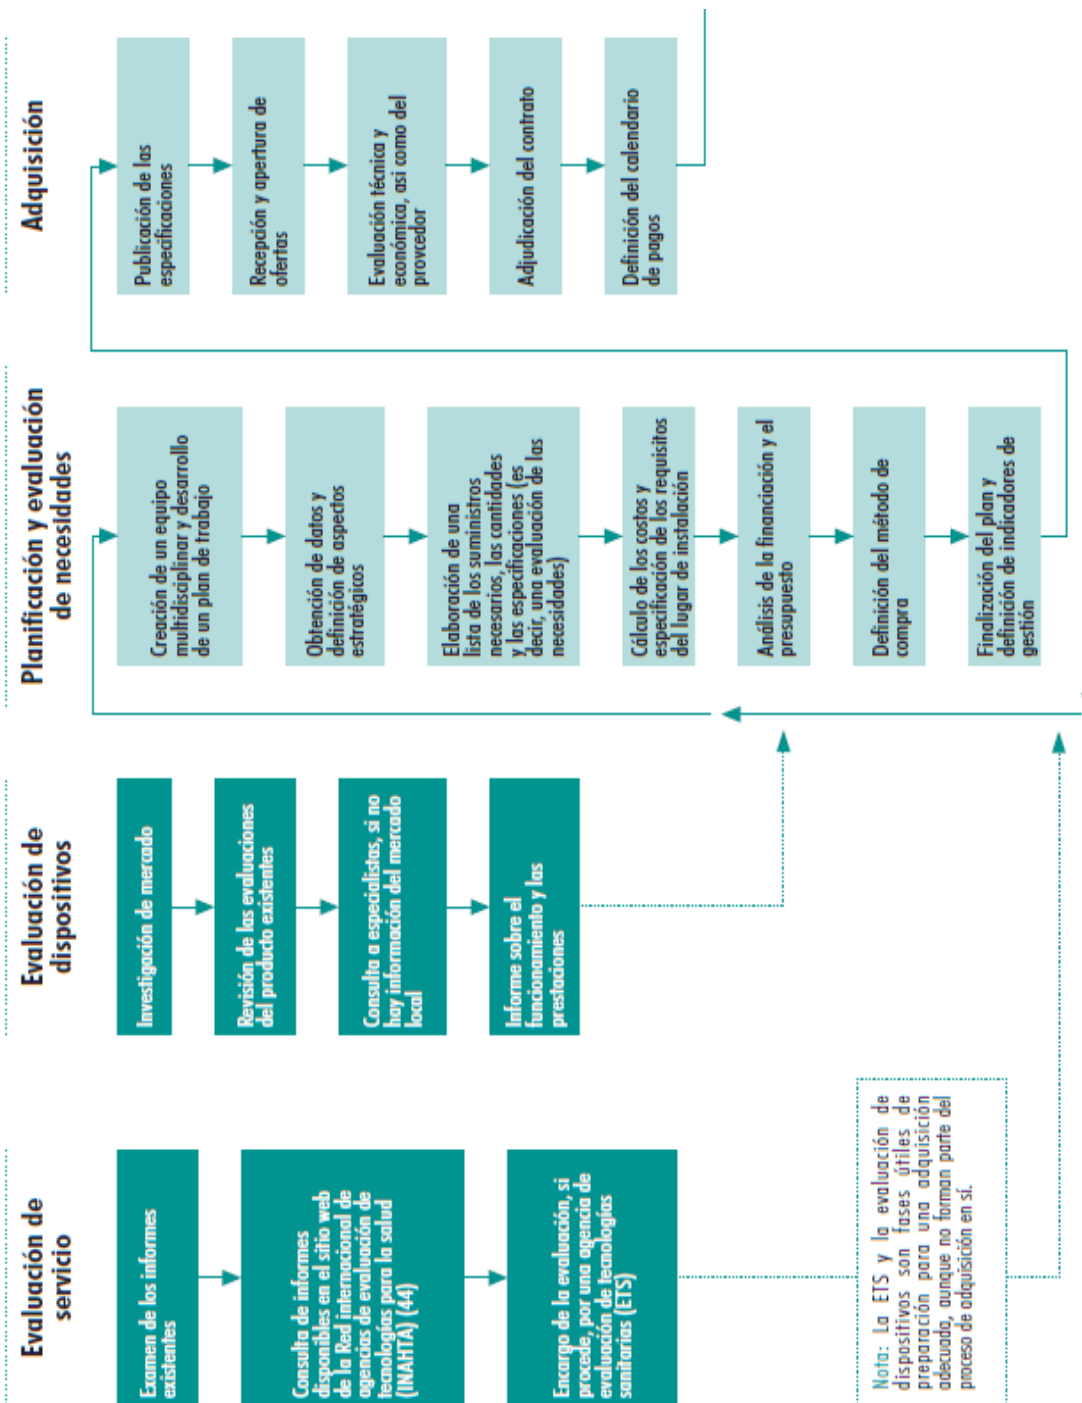 Evaluación de
servicio
Examen de los informes
existentes
Consulta de informes
disponibles en el sitio web
de la Red internacional de
agencias de evaluación de
tecnologías para la salud
(INAHTA) (44)
Encargo de la evaluación, si
procede, por una agencia de
evaluación de tecnologías
sanitarias (ETS)
Nota: La ETS y la evaluación de
dispositivos son fases útiles de
preparación para una adquisición
adecuada, aunque no forman parte del
proceso de adquisición en sí.
Evaluación de
dispositivos
Investigación de mercado
Revisión de las evaluaciones
del producto existentes
Consulta a especialistas, si no
hay información del mercado
local
Informe sobre el
funcionamiento y las
prestaciones
Planificación y evaluación
de necesidades
Creación de un equipo
multidisciplinar y desarrollo
de un plan de trabajo
Obtención de datos y
definición de aspectos
estratégicos
Elaboración de una
lista de los suministros
necesarios, las cantidades
y las especificaciones (es
decir, una evaluación de las
necesidades)
Cálculo de los costos y
especificación de los requisitos
del lugar de instalación
Análisis de la financiación y el
presupuesto
Definición del método de
compra
Finalización del plan y
definición de indicadores de
gestión
Adquisición
Publicación de las
especificaciones
Recepción y apertura de
ofertas
Evaluación técnica y
económica, asi como del
proveedor
Adjudicación del contrato
Definición del calendario
de pagos